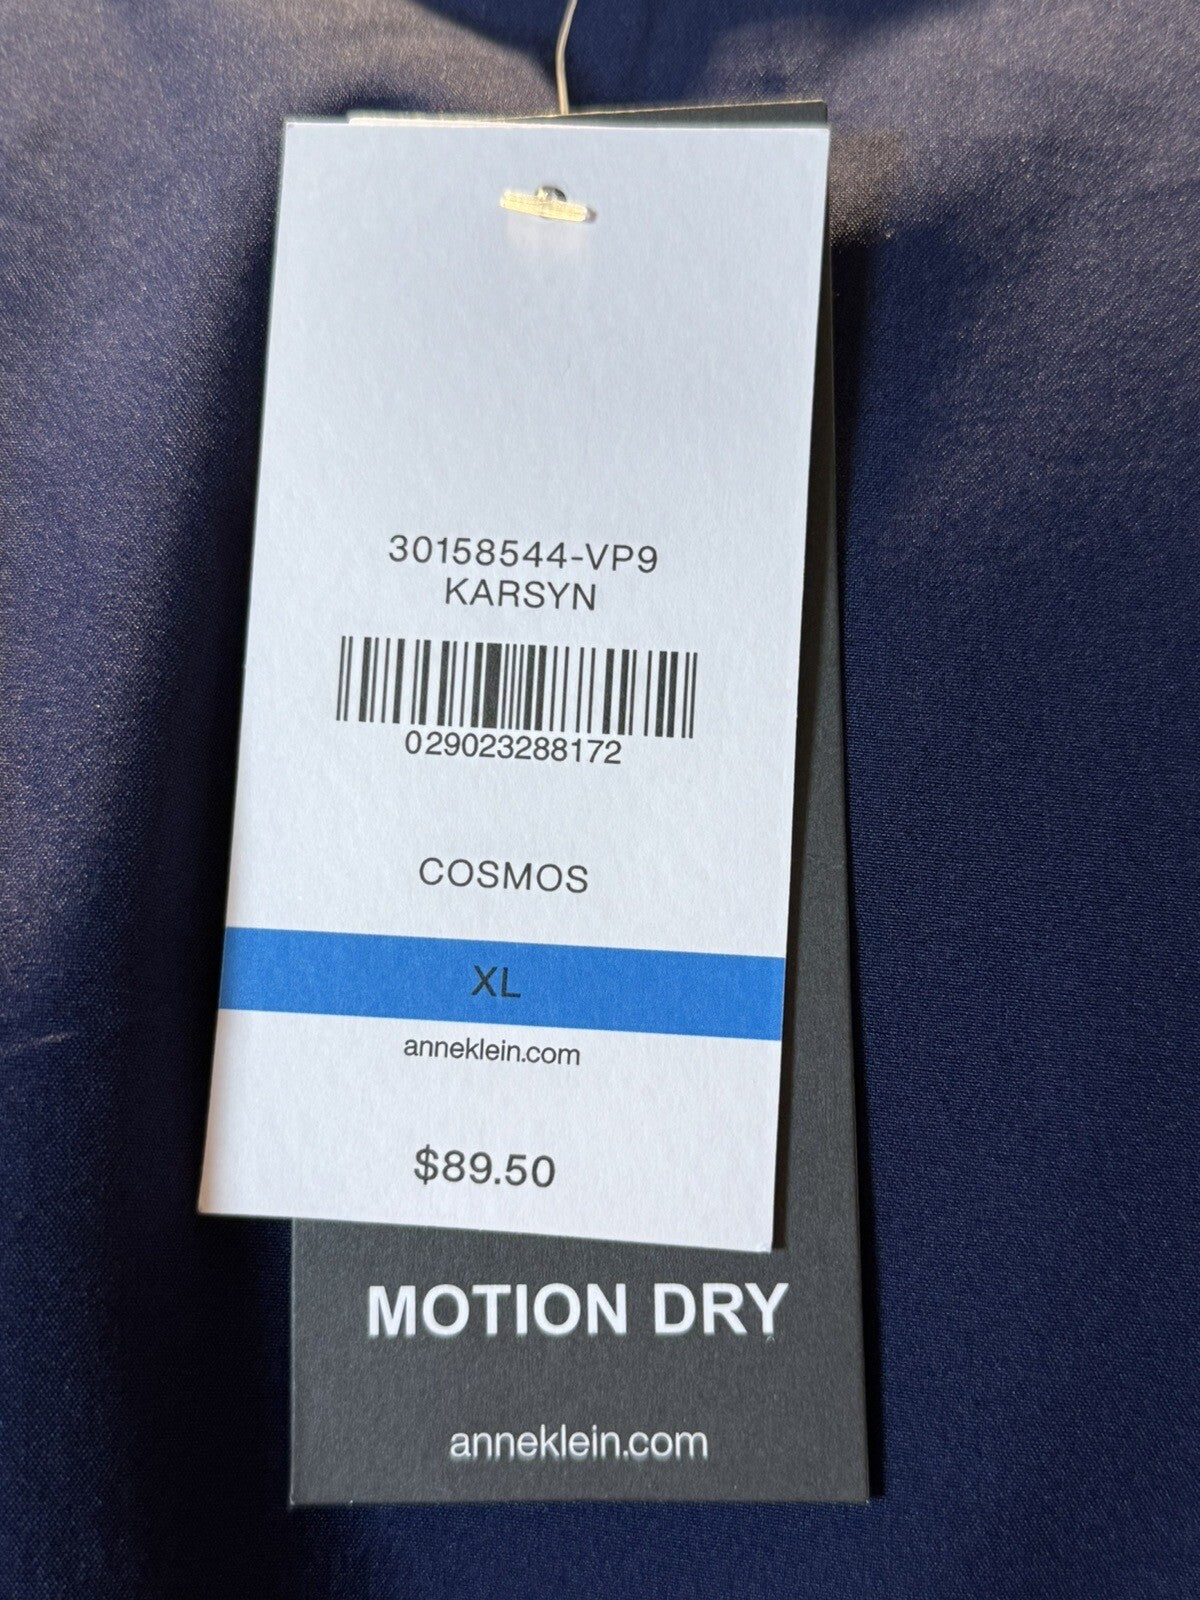 30158544-VP9
KARSYN
029023288172
COSMOS
XL
anneklein.com
$89.50
MOTION DRY
anneklein.com